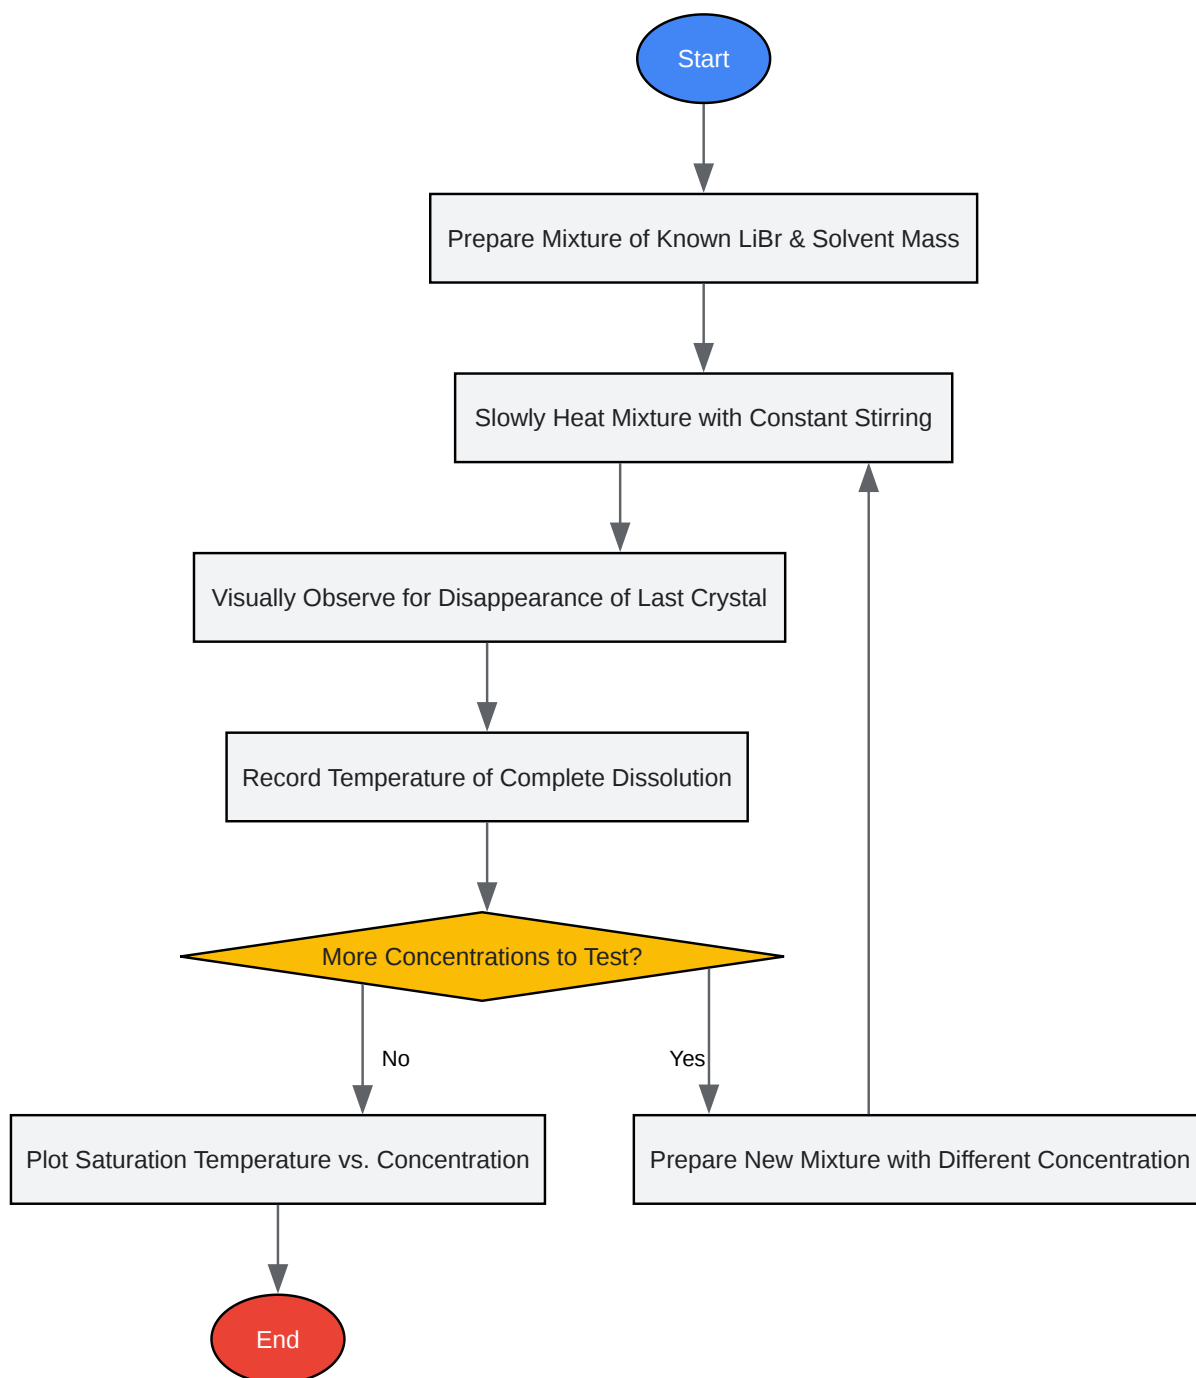 Start
Prepare Mixture of Known LiBr & Solvent Mass
Slowly Heat Mixture with Constant Stirring
Visually Observe for Disappearance of Last Crystal
Record Temperature of Complete Dissolution
More Concentrations to Test?
No
Yes
Plot Saturation Temperature vs. Concentration
Prepare New Mixture with Different Concentration
End